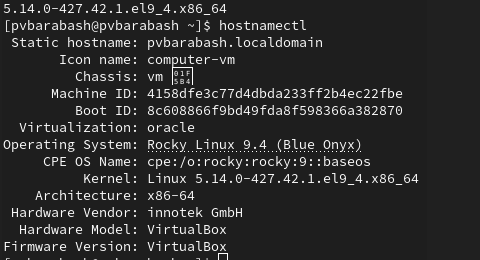 5.14.0-427.42.1.el9_4.x86_64
[pvbarabash@pvbarabash ~]$ hostnamectl
Static hostname: pvbarabash.localdomain
Icon name: computer-vm
Chassis: vm
Machine ID: 4158dfe3c77d4dbda233ff2b4ec22fbe
Boot ID: 8c608866f9bd49fda8f598366a382870
Virtualization: oracle
Operating System: Rocky Linux 9.4 (Blue Onyx)
CPE OS Name: cpe:/o:rocky:rocky:9::baseos
Kernel: Linux 5.14.0-427.42.1.el9_4.x86_64
Architecture: x86-64
Hardware Vendor: innotek GmbH
Hardware Model: VirtualBox
Firmware Version: VirtualBox